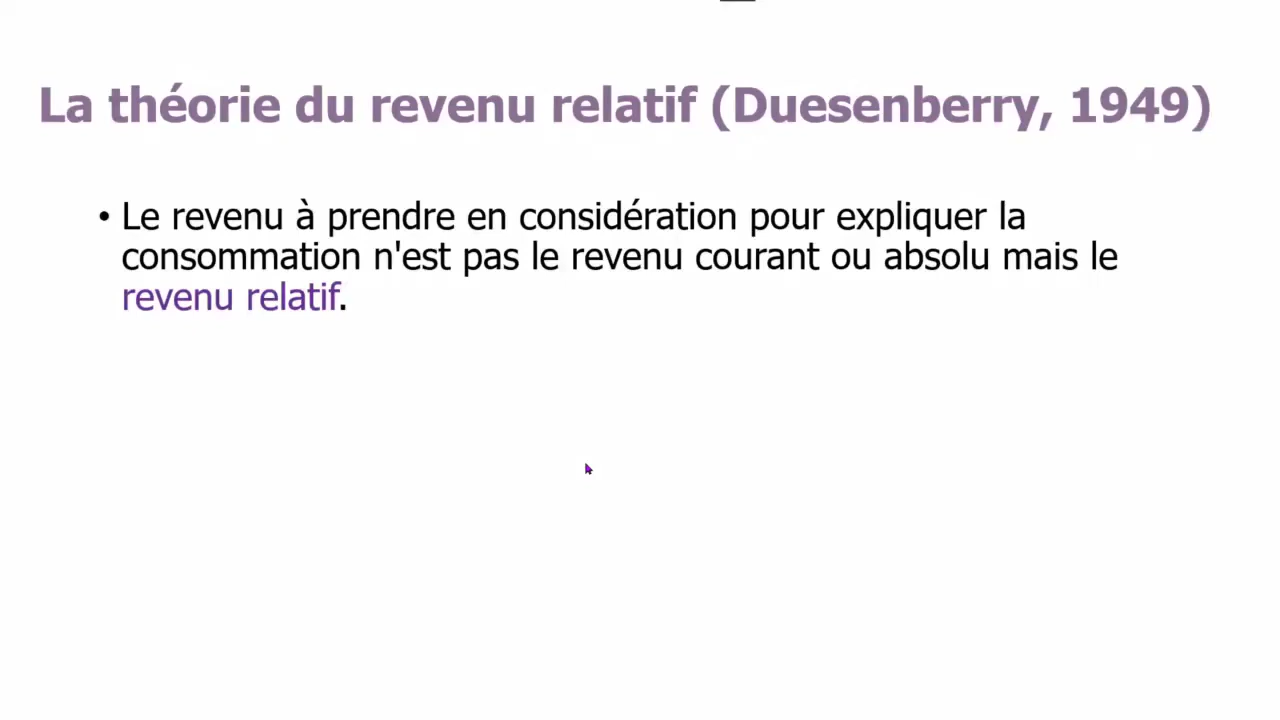 La théorie du revenu relatif (Duesenberry, 1949)
• Le revenu à prendre en considération pour expliquer la
consommation n'est pas le revenu courant ou absolu mais le
revenu relatif.